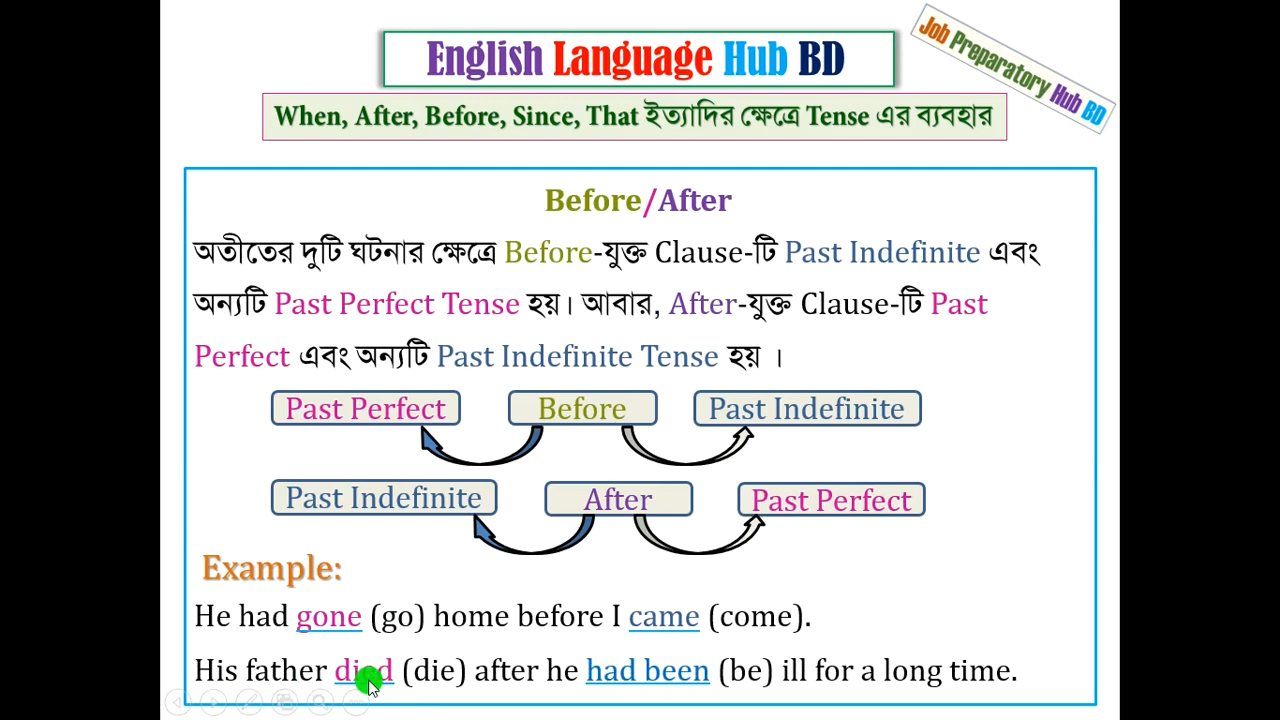 English Language Hub BD
Job Preparatory Hub BD
When, After, Before, Since, That ইত্যাদির ক্ষেত্রে Tense এর ব্যবহার
Before/After
অতীতের দুটি ঘটনার ক্ষেত্রে Before-যুক্ত Clause-টি Past Indefinite এবং
অন্যটি Past Perfect Tense হয়। আবার, After-যুক্ত Clause-টি Past
Perfect এবং অন্যটি Past Indefinite Tense হয় ।
Past Perfect Before Past Indefinite
Past Indefinite After Past Perfect
Example:
He had gone (go) home before I came (come).
His father died (die) after he had been (be) ill for a long time.